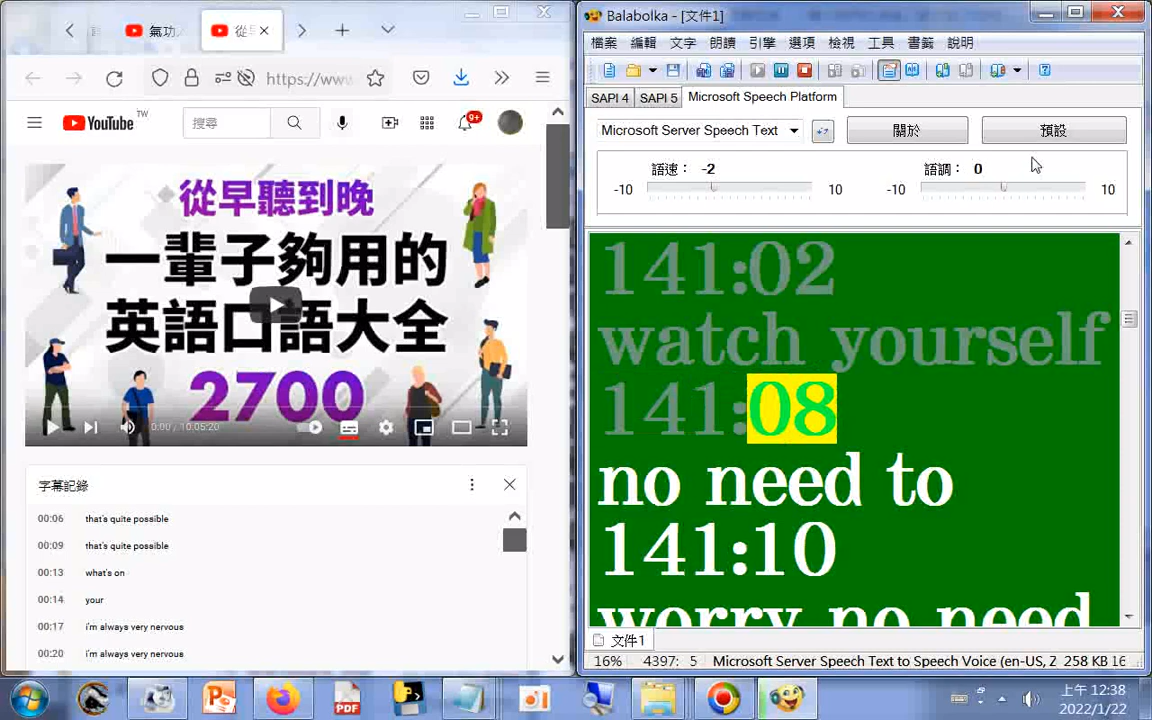 氣功
從
https://www
YouTube TW
搜尋
9+
從早聽到晚
一輩子夠用的
英語口語大全
2700
0:00 / 10:05:20
字幕記錄
00:06 that's quite possible
00:09 that's quite possible
00:13 what's on
00:14 your
00:17 i'm always very nervous
00:20 i'm always very nervous
Balabolka - [文件1]
檔案 編輯 文字 朗讀 引擎 選項 檢視 工具 書籤 說明
SAPI 4 SAPI 5 Microsoft Speech Platform
Microsoft Server Speech Text 關於 預設
語速： -2 語調： 0
-10 10 -10 10
141:02
watch yourself
141:08
no need to
141:10
worry no need
文件1
16% 4397: 5 Microsoft Server Speech Text to Speech Voice (en-US, Z 258 KB 16
上午 12:38
2022/1/22